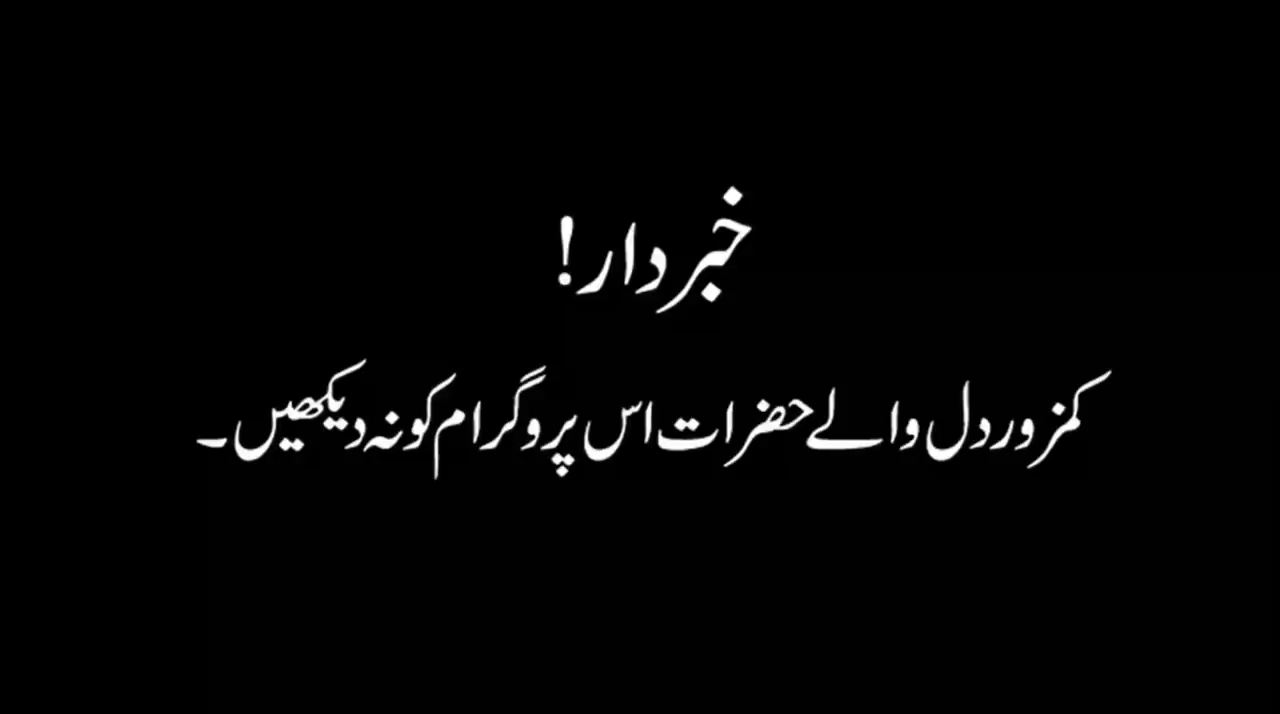 خبردار!
کمزور دل والے حضرات اس پروگرام کو نہ دیکھیں۔